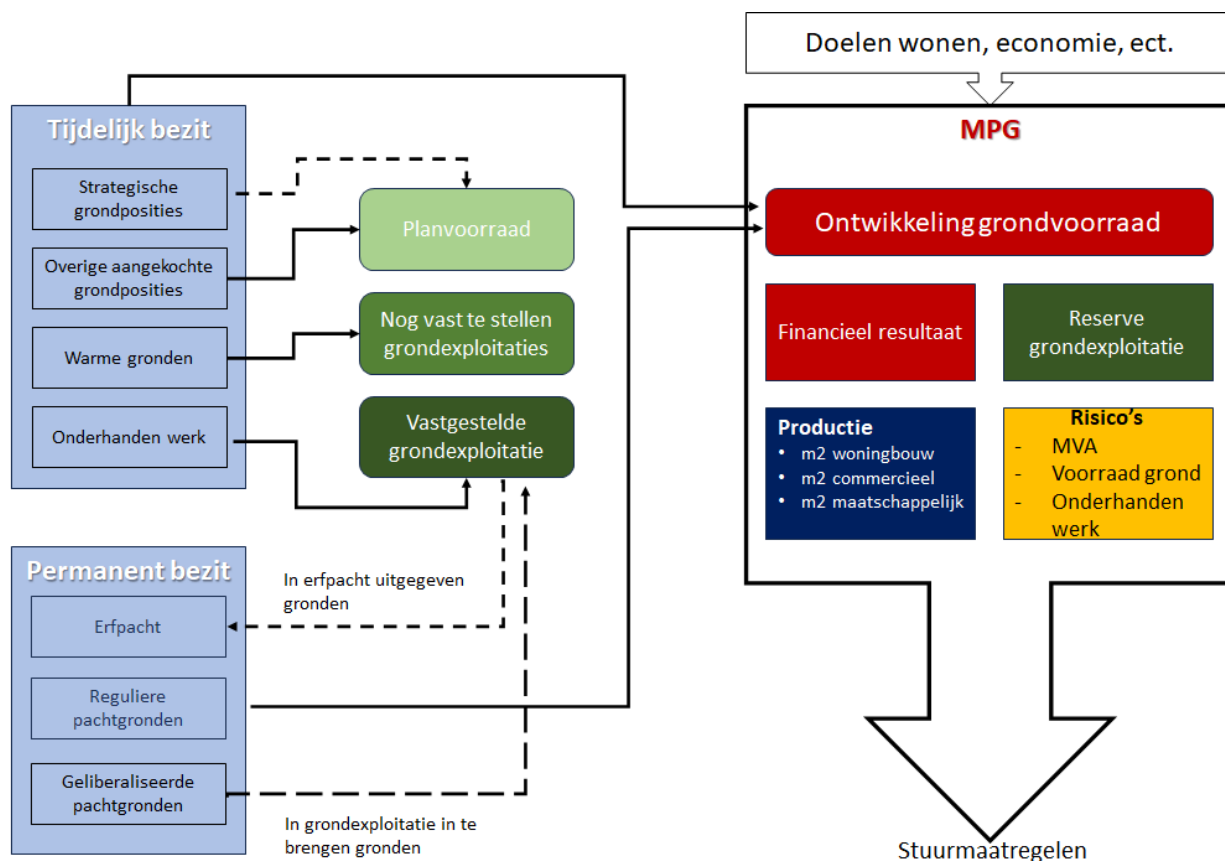 Doelen wonen, economie, ect.
Tijdelijk bezit
Strategische
grondposities
Overige aangekochte
grondposities
Warme gronden
Onderhanden werk
Planvoorraad
Nog vast te stellen
grondexploitaties
Vastgestelde
grondexploitatie
MPG
Ontwikkeling grondvoorraad
Financieel resultaat
Reserve
grondexploitatie
Productie
• m2 woningbouw
• m2 commercieel
• m2 maatschappelijk
Risico's
- MVA
- Voorraad grond
- Onderhanden
werk
Permanent bezit
Erfpacht
Reguliere
pachtgronden
Geliberaliseerde
pachtgronden
In erfpacht uitgegeven
gronden
In grondexploitatie in te
brengen gronden
Stuurmaatregelen